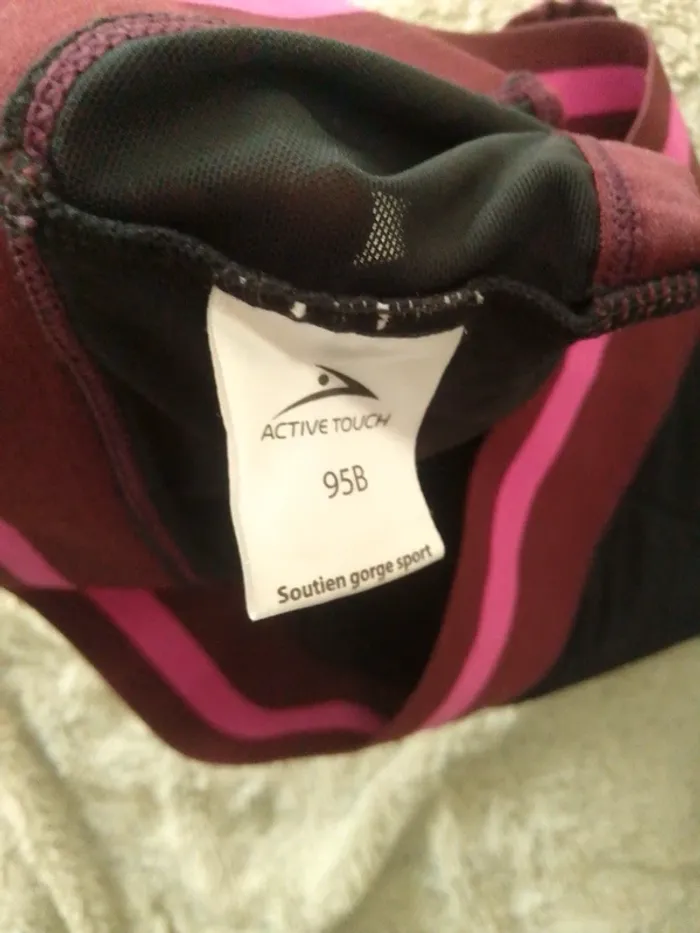 ACTIVE TOUCH
95B
Soutien gorge sport